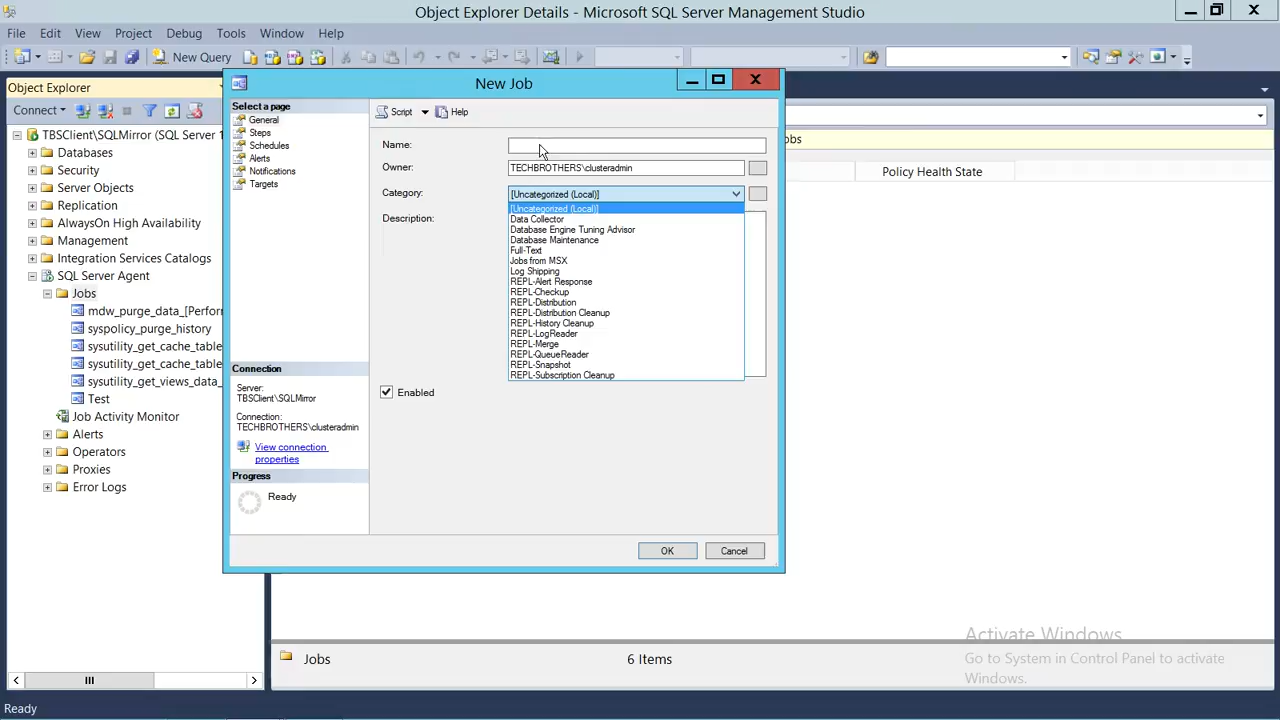 Object Explorer Details - Microsoft SQL Server Management Studio
File Edit View Project Debug Tools Window Help
New Query
Object Explorer
Connect
TBSClient\SQLMirror (SQL Server 1
Databases
Security
Server Objects
Replication
AlwaysOn High Availability
Management
Integration Services Catalogs
SQL Server Agent
Jobs
mdw_purge_data_[Perfor
syspolicy_purge_history
sysutility_get_cache_table
sysutility_get_cache_table
sysutility_get_views_data_
Test
Job Activity Monitor
Alerts
Operators
Proxies
Error Logs
New Job
Select a page
General
Steps
Schedules
Alerts
Notifications
Targets
Connection
Server:
TBSClient\SQLMirror
Connection:
TECHBROTHERS\clusteradmin
View connection
properties
Progress
Ready
Script Help
Name:
Owner: TECHBROTHERS\clusteradmin
Category: [Uncategorized (Local)]
Description:
[Uncategorized (Local)]
Data Collector
Database Engine Tuning Advisor
Database Maintenance
Full-Text
Jobs from MSX
Log Shipping
REPL-Alert Response
REPL-Checkup
REPL-Distribution
REPL-Distribution Cleanup
REPL-History Cleanup
REPL-LogReader
REPL-Merge
REPL-QueueReader
REPL-Snapshot
REPL-Subscription Cleanup
Enabled
OK Cancel
obs
Policy Health State
Activate Windows
Go to System in Control Panel to activate
Windows.
Jobs 6 Items
Ready